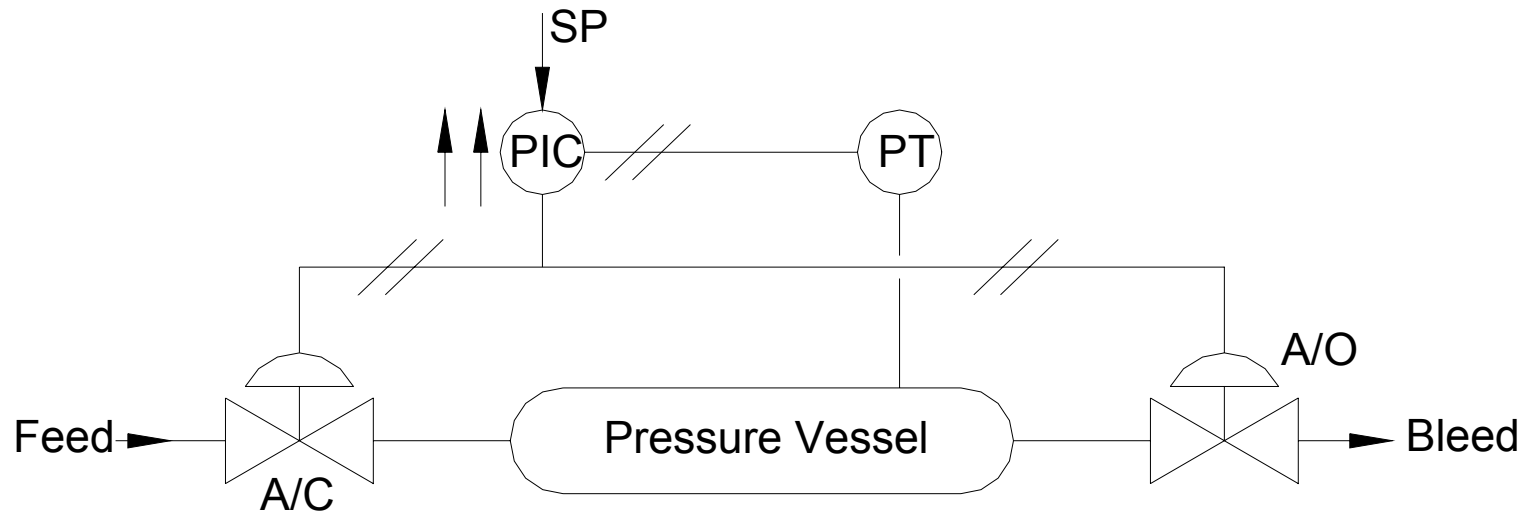 SP
PIC
PT
A/O
Feed
Pressure Vessel
Bleed
A/C